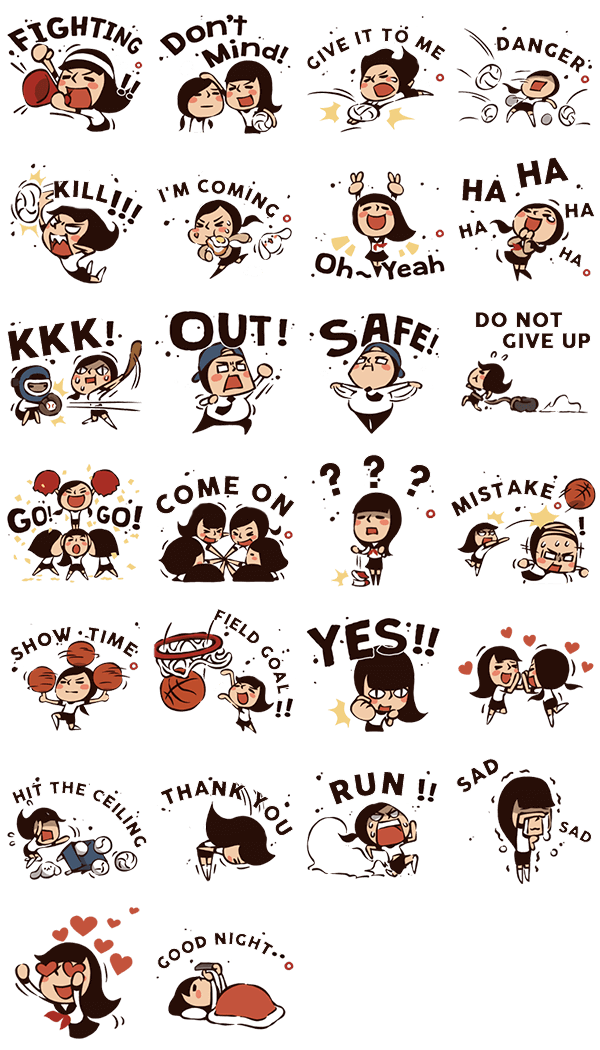 FIGHTING!!
Don't
Mind!
GIVE IT TO ME
DANGER
KILL!!!
I'M COMING
Oh~Yeah
HA HA
HA HA
HA
KKK!
OUT!
SAFE!
DO NOT
GIVE UP
GO! GO!
COME ON
? ? ?
MISTAKE
!
SHOW TIME
FIELD GOAL!!
YES!!
HIT THE CEILING
THANK YOU
RUN!!
SAD
SAD
GOOD NIGHT...